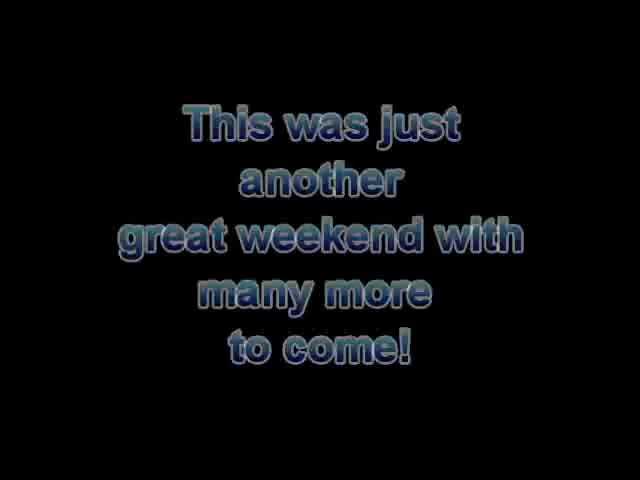 This was just
another
great weekend with
many more
to come!